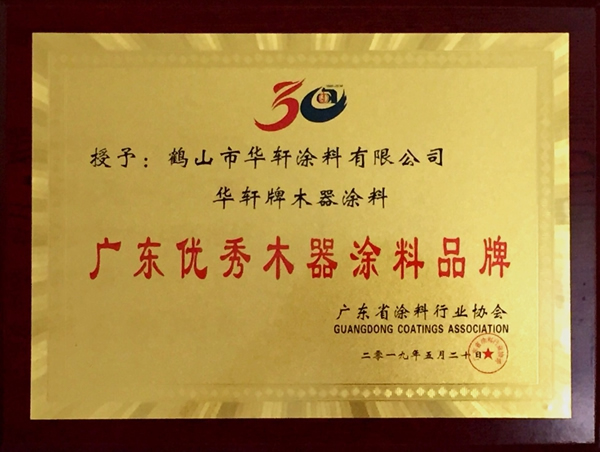 30
授予：鹤山市华轩涂料有限公司
华轩牌木器涂料
广东优秀木器涂料品牌
广东省涂料行业协会
GUANGDONG COATINGS ASSOCIATION
二零一九年五月二十日